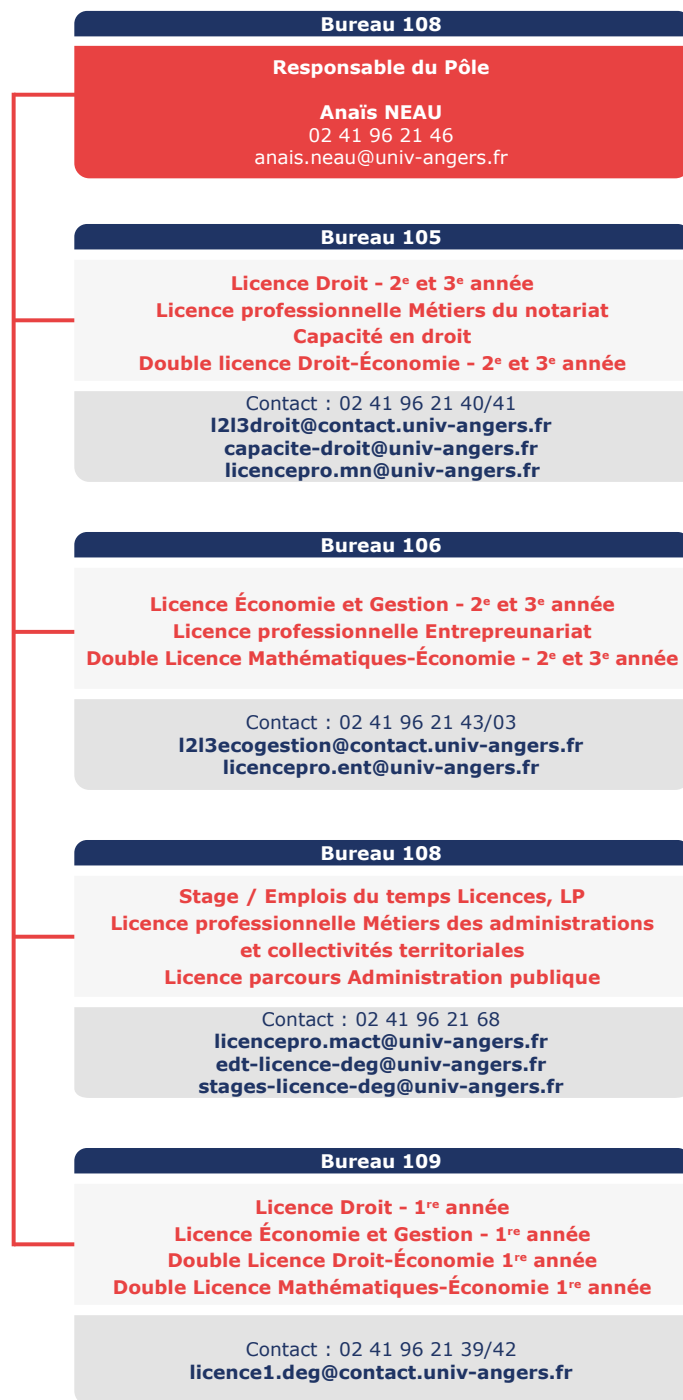 Bureau 108
Responsable du Pôle
Anaïs NEAU
02 41 96 21 46
anais.neau@univ-angers.fr
Bureau 105
Licence Droit - 2e et 3e année
Licence professionnelle Métiers du notariat
Capacité en droit
Double licence Droit-Économie - 2e et 3e année
Contact : 02 41 96 21 40/41
l2l3droit@contact.univ-angers.fr
capacite-droit@univ-angers.fr
licencepro.mn@univ-angers.fr
Bureau 106
Licence Économie et Gestion - 2e et 3e année
Licence professionnelle Entrepreunariat
Double Licence Mathématiques-Économie - 2e et 3e année
Contact : 02 41 96 21 43/03
l2l3ecogestion@contact.univ-angers.fr
licencepro.ent@univ-angers.fr
Bureau 108
Stage / Emplois du temps Licences, LP
Licence professionnelle Métiers des administrations
et collectivités territoriales
Licence parcours Administration publique
Contact : 02 41 96 21 68
licencepro.mact@univ-angers.fr
edt-licence-deg@univ-angers.fr
stages-licence-deg@univ-angers.fr
Bureau 109
Licence Droit - 1re année
Licence Économie et Gestion - 1re année
Double Licence Droit-Économie 1re année
Double Licence Mathématiques-Économie 1re année
Contact : 02 41 96 21 39/42
licence1.deg@contact.univ-angers.fr